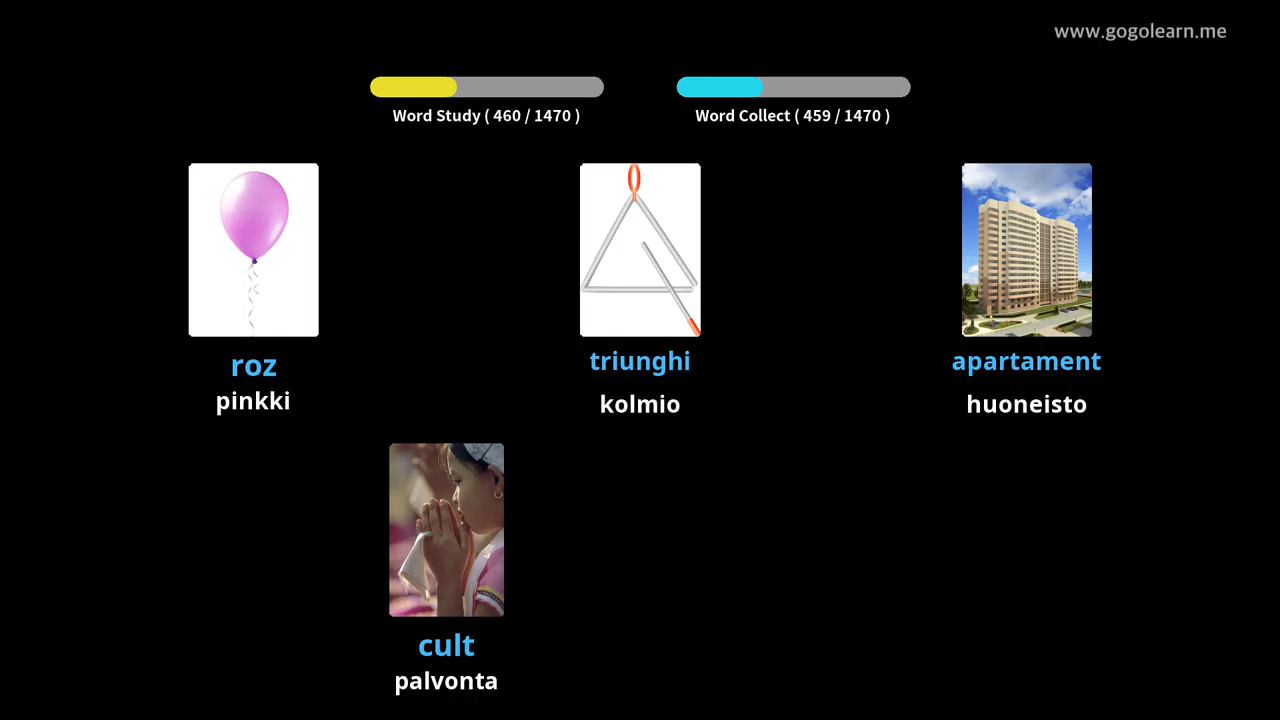 www.gogolearn.me
Word Study ( 460 / 1470 )
Word Collect ( 459 / 1470 )
roz
pinkki
triunghi
kolmio
apartament
huoneisto
cult
palvonta